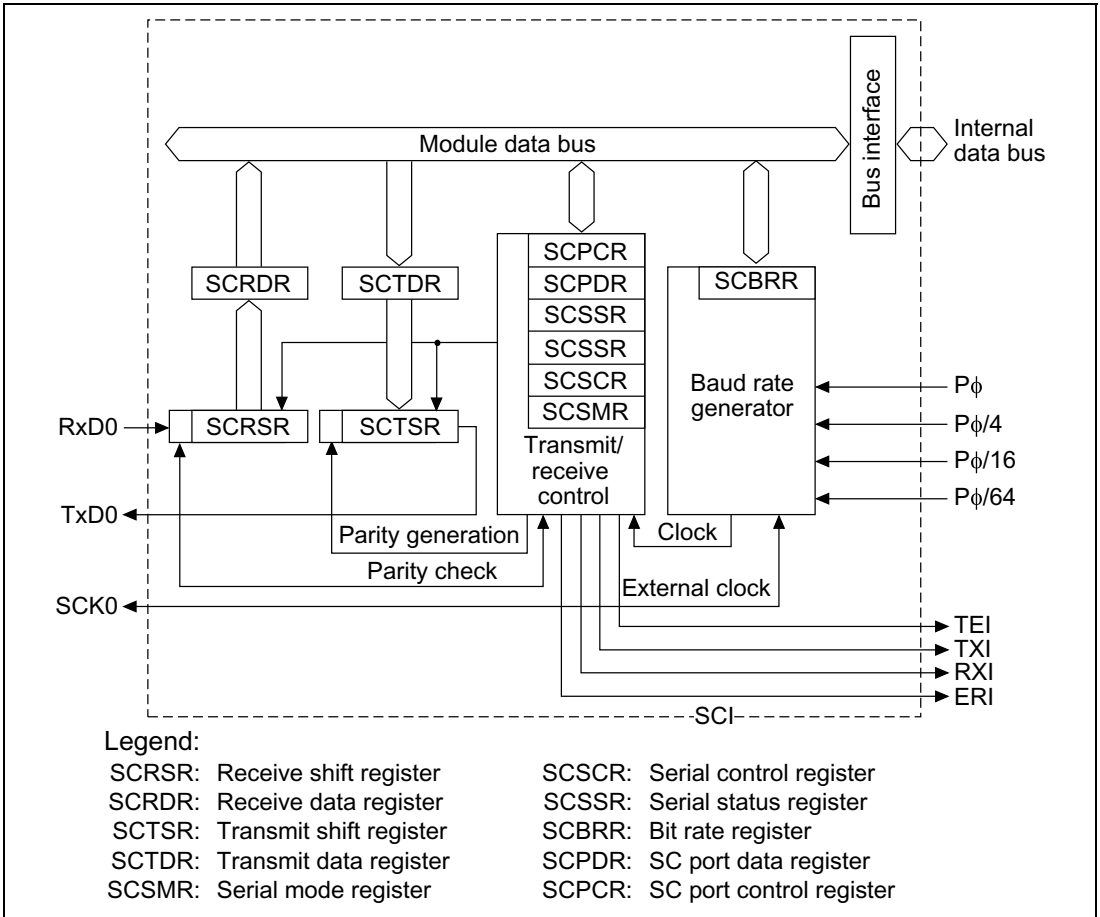 Module data bus
Bus interface
Internal
data bus
SCRDR
SCTDR
SCPCR
SCPDR
SCSSR
SCSSR
SCSCR
SCSMR
Transmit/
receive
control
SCBRR
Baud rate
generator
Pϕ
Pϕ/4
Pϕ/16
Pϕ/64
RxD0
SCRSR
SCTSR
TxD0
Parity generation
Parity check
Clock
External clock
SCK0
TEI
TXI
RXI
ERI
SCI
Legend:
SCRSR: Receive shift register
SCRDR: Receive data register
SCTSR: Transmit shift register
SCTDR: Transmit data register
SCSMR: Serial mode register
SCSCR: Serial control register
SCSSR: Serial status register
SCBRR: Bit rate register
SCPDR: SC port data register
SCPCR: SC port control register